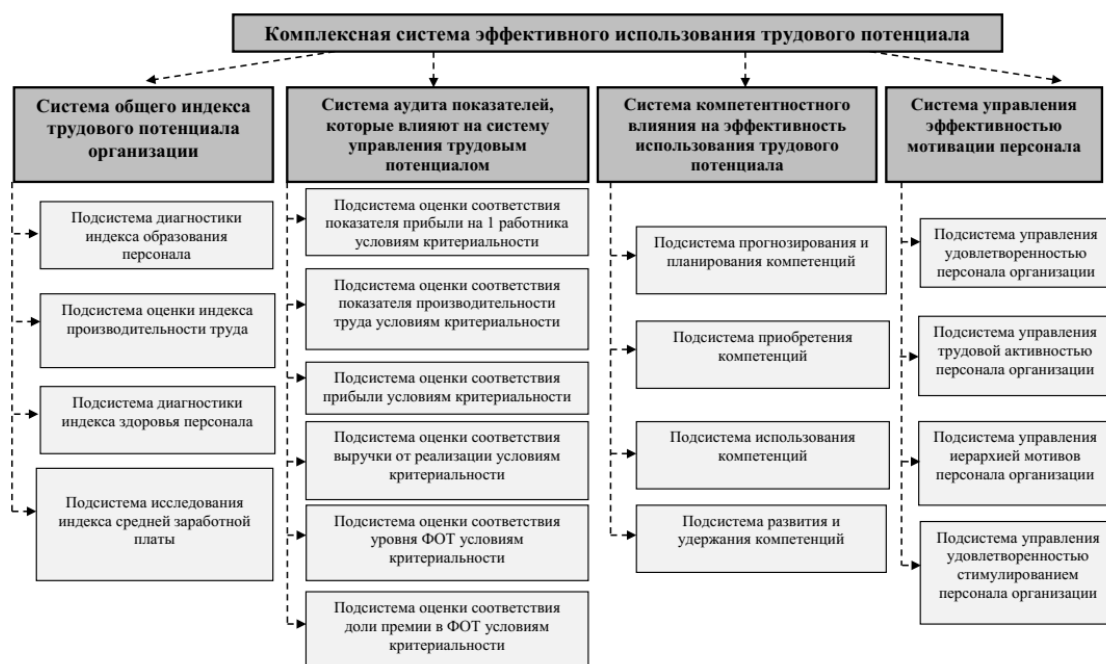 Комплексная система эффективного использования трудового потенциала
Система общего индекса
трудового потенциала
организации
Подсистема диагностики
индекса образования
персонала
Подсистема оценки индекса
производительности труда
Подсистема диагностики
индекса здоровья персонала
Подсистема исследования
индекса средней заработной
платы
Система аудита показателей,
которые влияют на систему
управления трудовым
потенциалом
Подсистема оценки соответствия
показателя прибыли на 1 работника
условиям критериальности
Подсистема оценки соответствия
показателя производительности
труда условиям критериальности
Подсистема оценки соответствия
прибыли условиям критериальности
Подсистема оценки соответствия
выручки от реализации условиям
критериальности
Подсистема оценки соответствия
уровня ФОТ условиям
критериальности
Подсистема оценки соответствия
доли премии в ФОТ условиям
критериальности
Система компетентностного
влияния на эффективность
использования трудового
потенциала
Подсистема прогнозирования и
планирования компетенций
Подсистема приобретения
компетенций
Подсистема использования
компетенций
Подсистема развития и
удержания компетенций
Система управления
эффективностью
мотивации персонала
Подсистема управления
удовлетворенностью
персонала организации
Подсистема управления
трудовой активностью
персонала организации
Подсистема управления
иерархией мотивов
персонала организации
Подсистема управления
удовлетворенностью
стимулированием
персонала организации